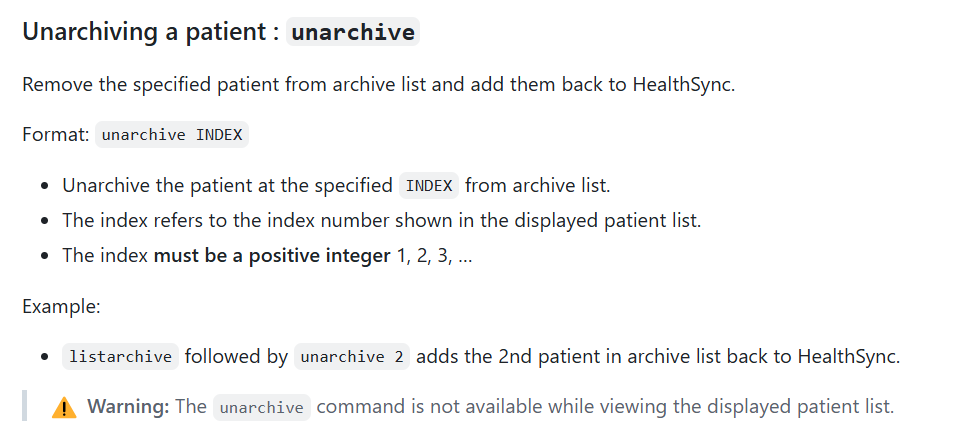 Unarchiving a patient : unarchive
Remove the specified patient from archive list and add them back to HealthSync.
Format: unarchive INDEX
• Unarchive the patient at the specified INDEX from archive list.
• The index refers to the index number shown in the displayed patient list.
• The index must be a positive integer 1, 2, 3, …
Example:
• listarchive followed by unarchive 2 adds the 2nd patient in archive list back to HealthSync.
⚠️ Warning: The unarchive command is not available while viewing the displayed patient list.